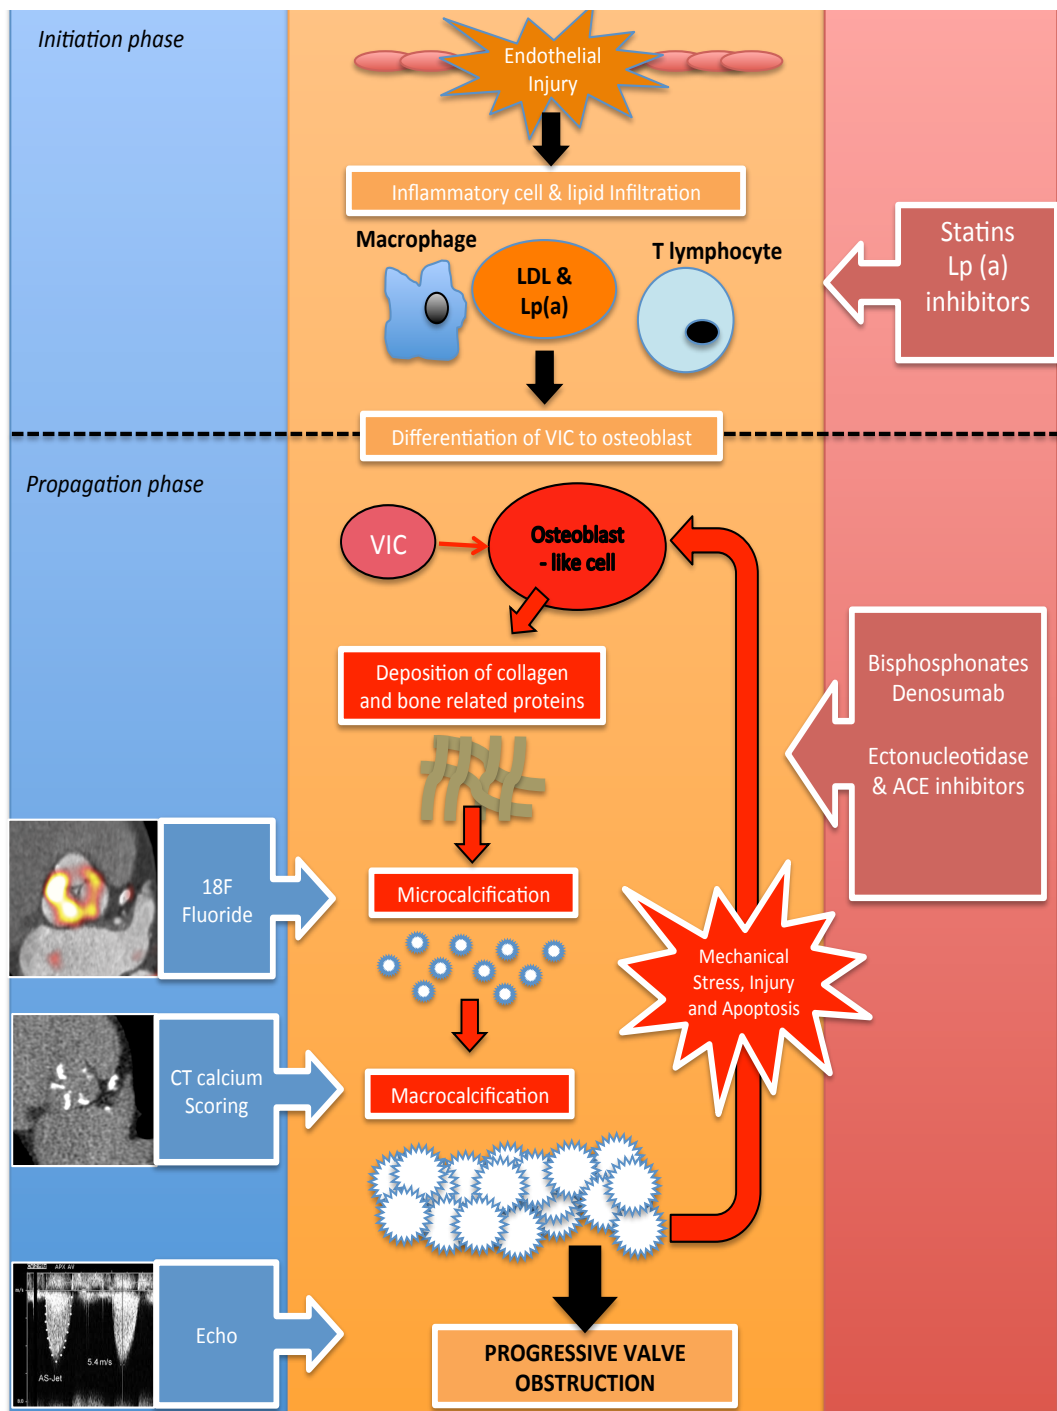 Initiation phase
Endothelial
Injury
Inflammatory cell & lipid Infiltration
Macrophage
LDL &
Lp(a)
T lymphocyte
Statins
Lp (a)
inhibitors
Differentiation of VIC to osteoblast
Propagation phase
VIC
Osteoblast
- like cell
Deposition of collagen
and bone related proteins
Bisphosphonates
Denosumab
Ectonucleotidase
& ACE inhibitors
18F
Fluoride
Microcalcification
Mechanical
Stress, Injury
and Apoptosis
CT calcium
Scoring
Macrocalcification
APX AV
m/s
5.4 m/s
AS-Jet
Echo
PROGRESSIVE VALVE
OBSTRUCTION